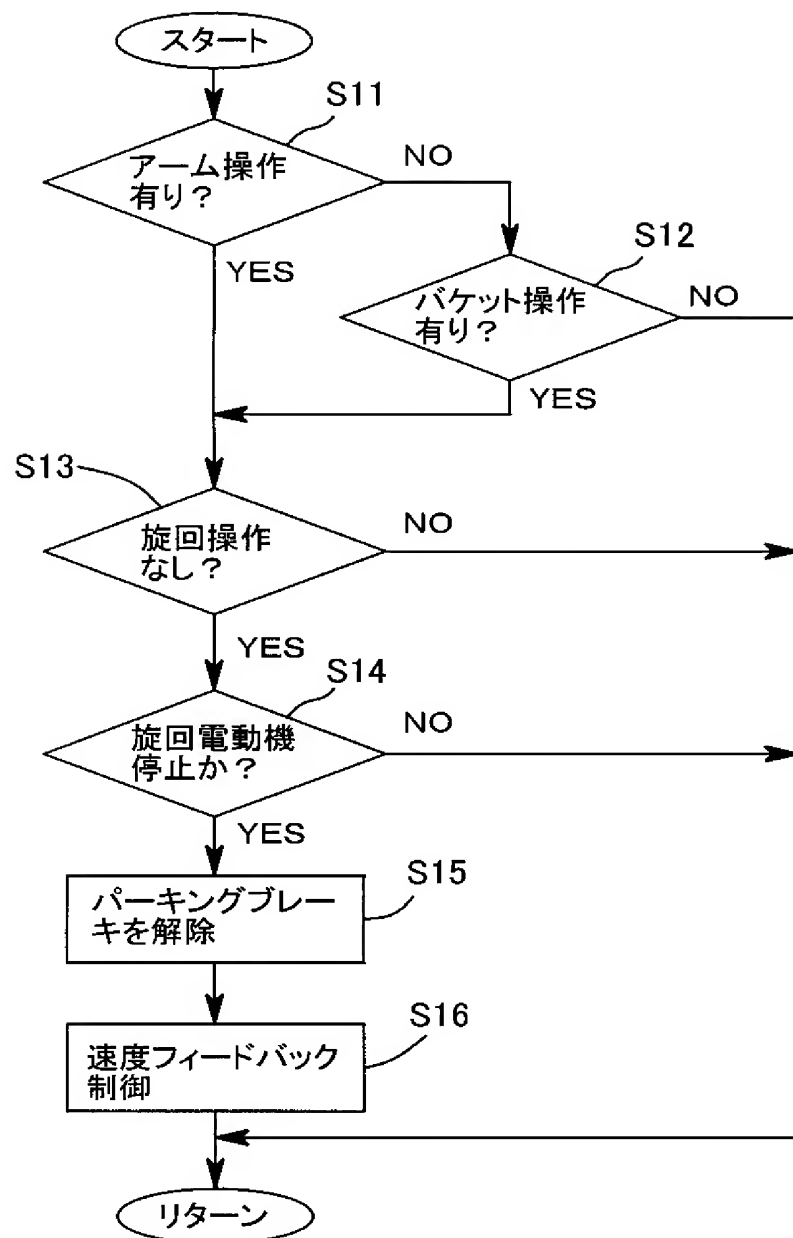 スタート
S11
アーム操作
有り?
NO
YES
S12
バケット操作
有り?
NO
YES
S13
旋回操作
なし?
NO
YES
S14
旋回電動機
停止か?
NO
YES
S15
パーキングブレー
キを解除
S16
速度フィードバック
制御
リターン